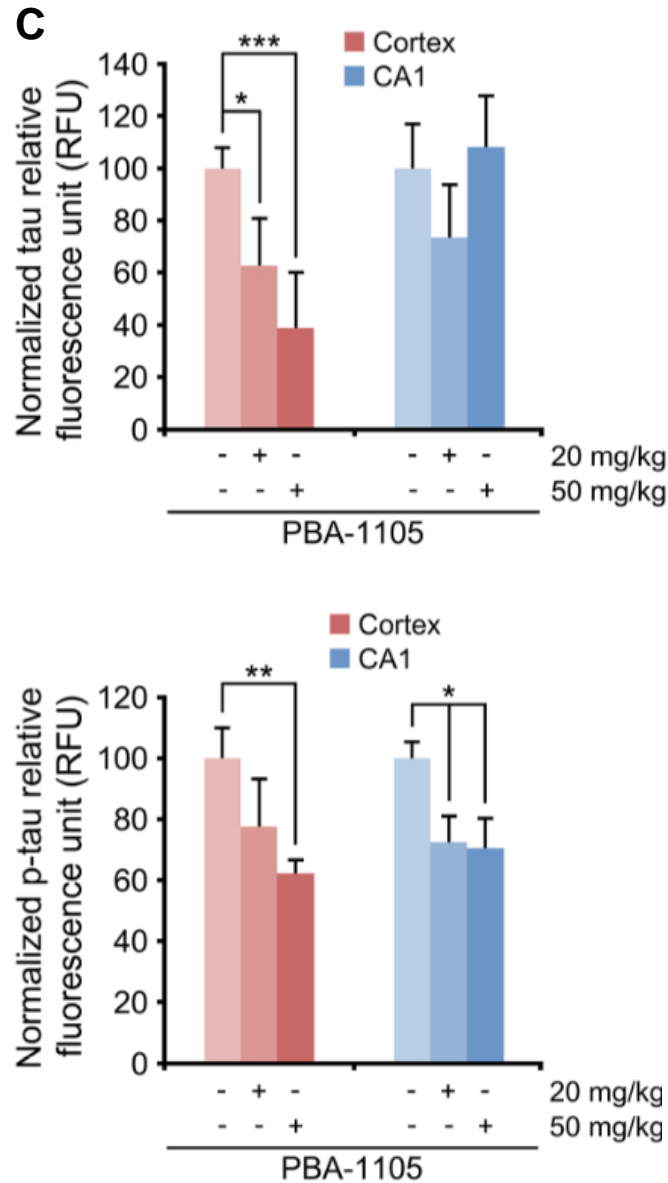 C
Cortex
CA1
Normalized tau relative
fluorescence unit (RFU)
140
120
100
80
60
40
20
0
***
*
- + - - + - 20 mg/kg
- - + - - + 50 mg/kg
PBA-1105
Cortex
CA1
Normalized p-tau relative
fluorescence unit (RFU)
120
100
80
60
40
20
0
**
*
- + - - + - 20 mg/kg
- - + - - + 50 mg/kg
PBA-1105